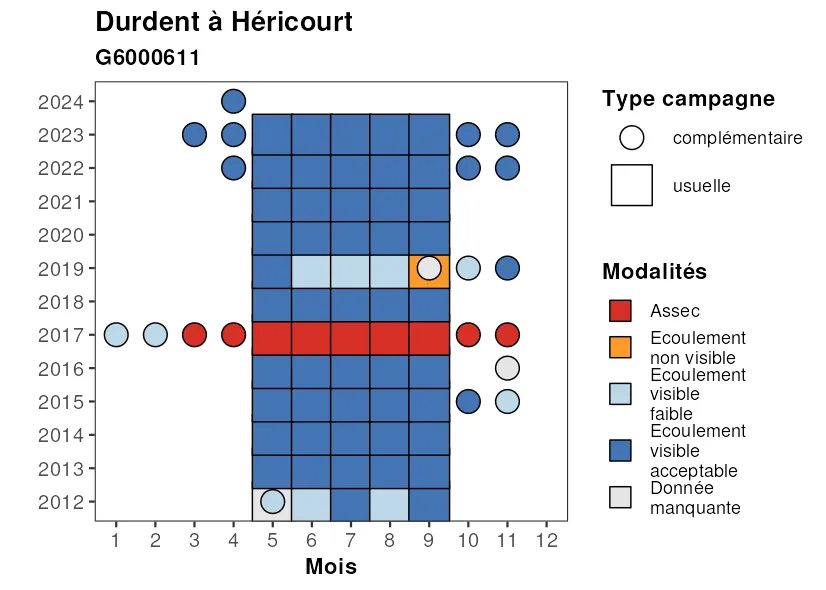 Durdent à Héricourt
G6000611
2024
2023
2022
2021
2020
2019
2018
2017
2016
2015
2014
2013
2012
1 2 3 4 5 6 7 8 9 10 11 12
Mois
Type campagne
complémentaire
usuelle
Modalités
Assec
Ecoulement
non visible
Ecoulement
visible
faible
Ecoulement
visible
acceptable
Donnée
manquante